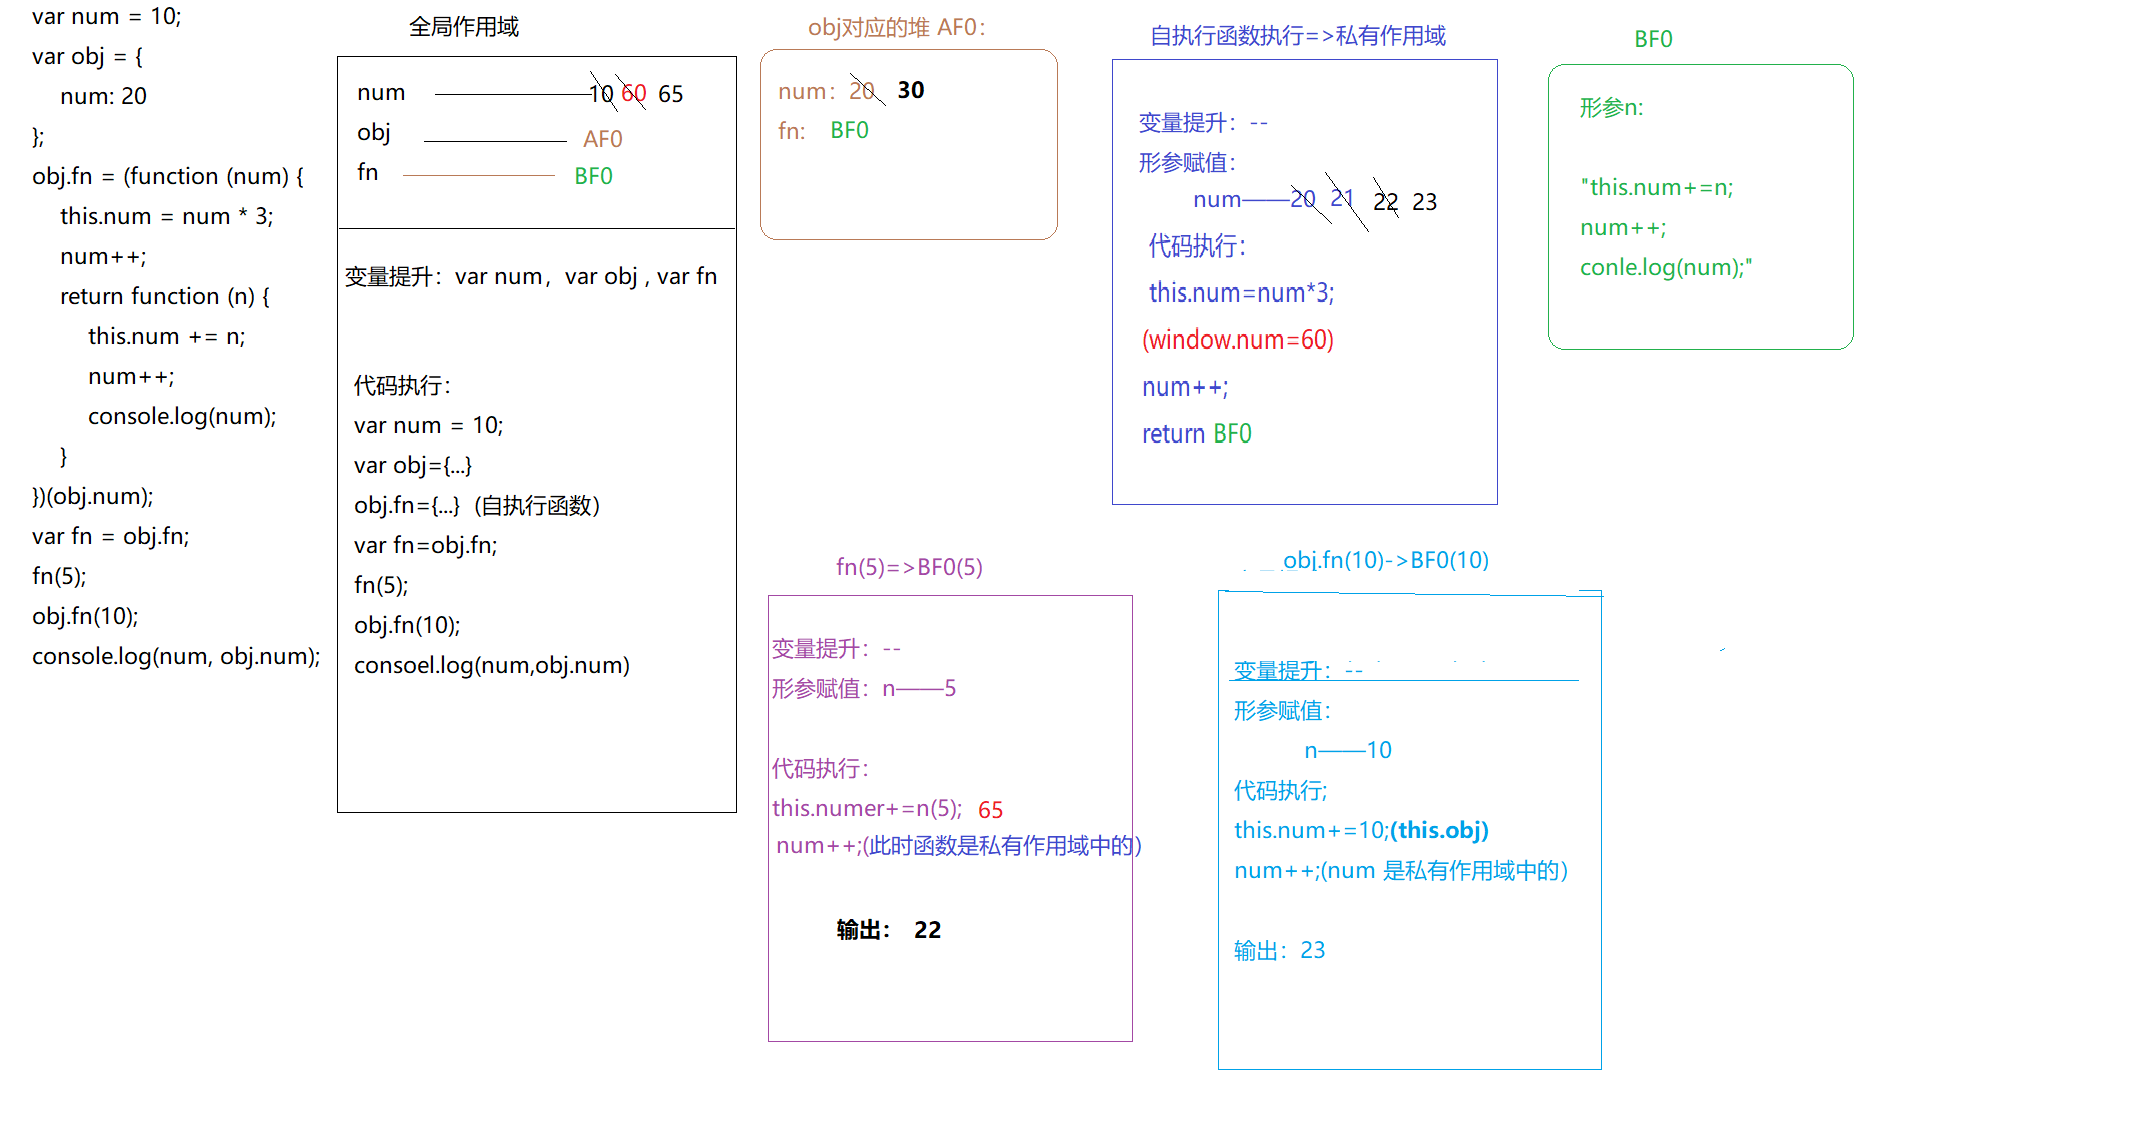 var num = 10;
var obj = {
num: 20
};
obj.fn = (function (num) {
this.num = num * 3;
num++;
return function (n) {
this.num += n;
num++;
console.log(num);
}
})(obj.num);
var fn = obj.fn;
fn(5);
obj.fn(10);
console.log(num, obj.num);
全局作用域
num 10 60 65
obj AF0
fn BF0
变量提升：var num，var obj , var fn
代码执行：
var num = 10;
var obj={...}
obj.fn={...}（自执行函数）
var fn=obj.fn;
fn(5);
obj.fn(10);
consoel.log(num,obj.num)
obj对应的堆 AF0：
num：20 30
fn: BF0
自执行函数执行=>私有作用域
变量提升：--
形参赋值：
num——20 21 22 23
代码执行：
this.num=num*3;
(window.num=60)
num++;
return BF0
BF0
形参n:
"this.num+=n;
num++;
conle.log(num);"
fn(5)=>BF0(5)
变量提升：--
形参赋值：n——5
代码执行：
this.numer+=n(5); 65
num++;(此时函数是私有作用域中的）
输出： 22
obj.fn(10)->BF0(10)
变量提升：--
形参赋值：
n——10
代码执行;
this.num+=10;(this.obj)
num++;(num 是私有作用域中的）
输出：23